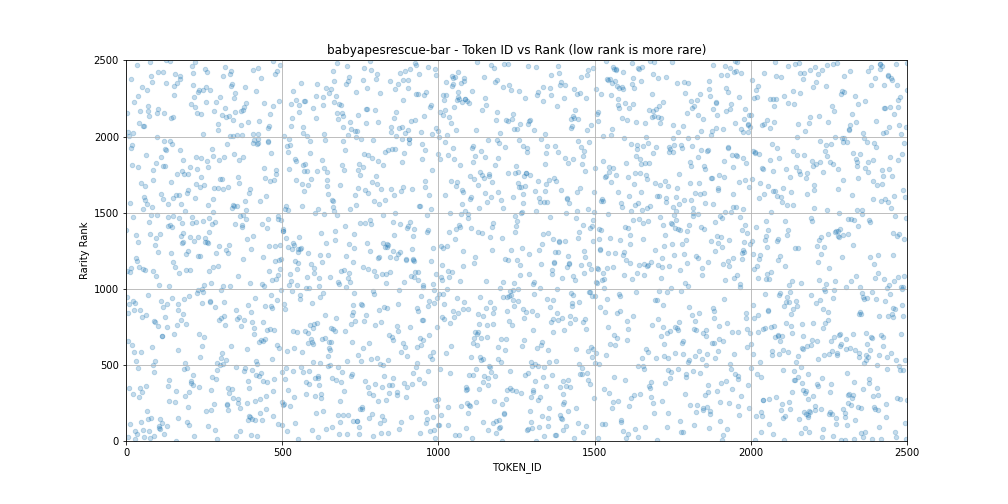 babyapesrescue-bar - Token ID vs Rank (low rank is more rare)
2500
2000
1500
1000
500
0
Rarity Rank
0 500 1000 1500 2000 2500
TOKEN_ID